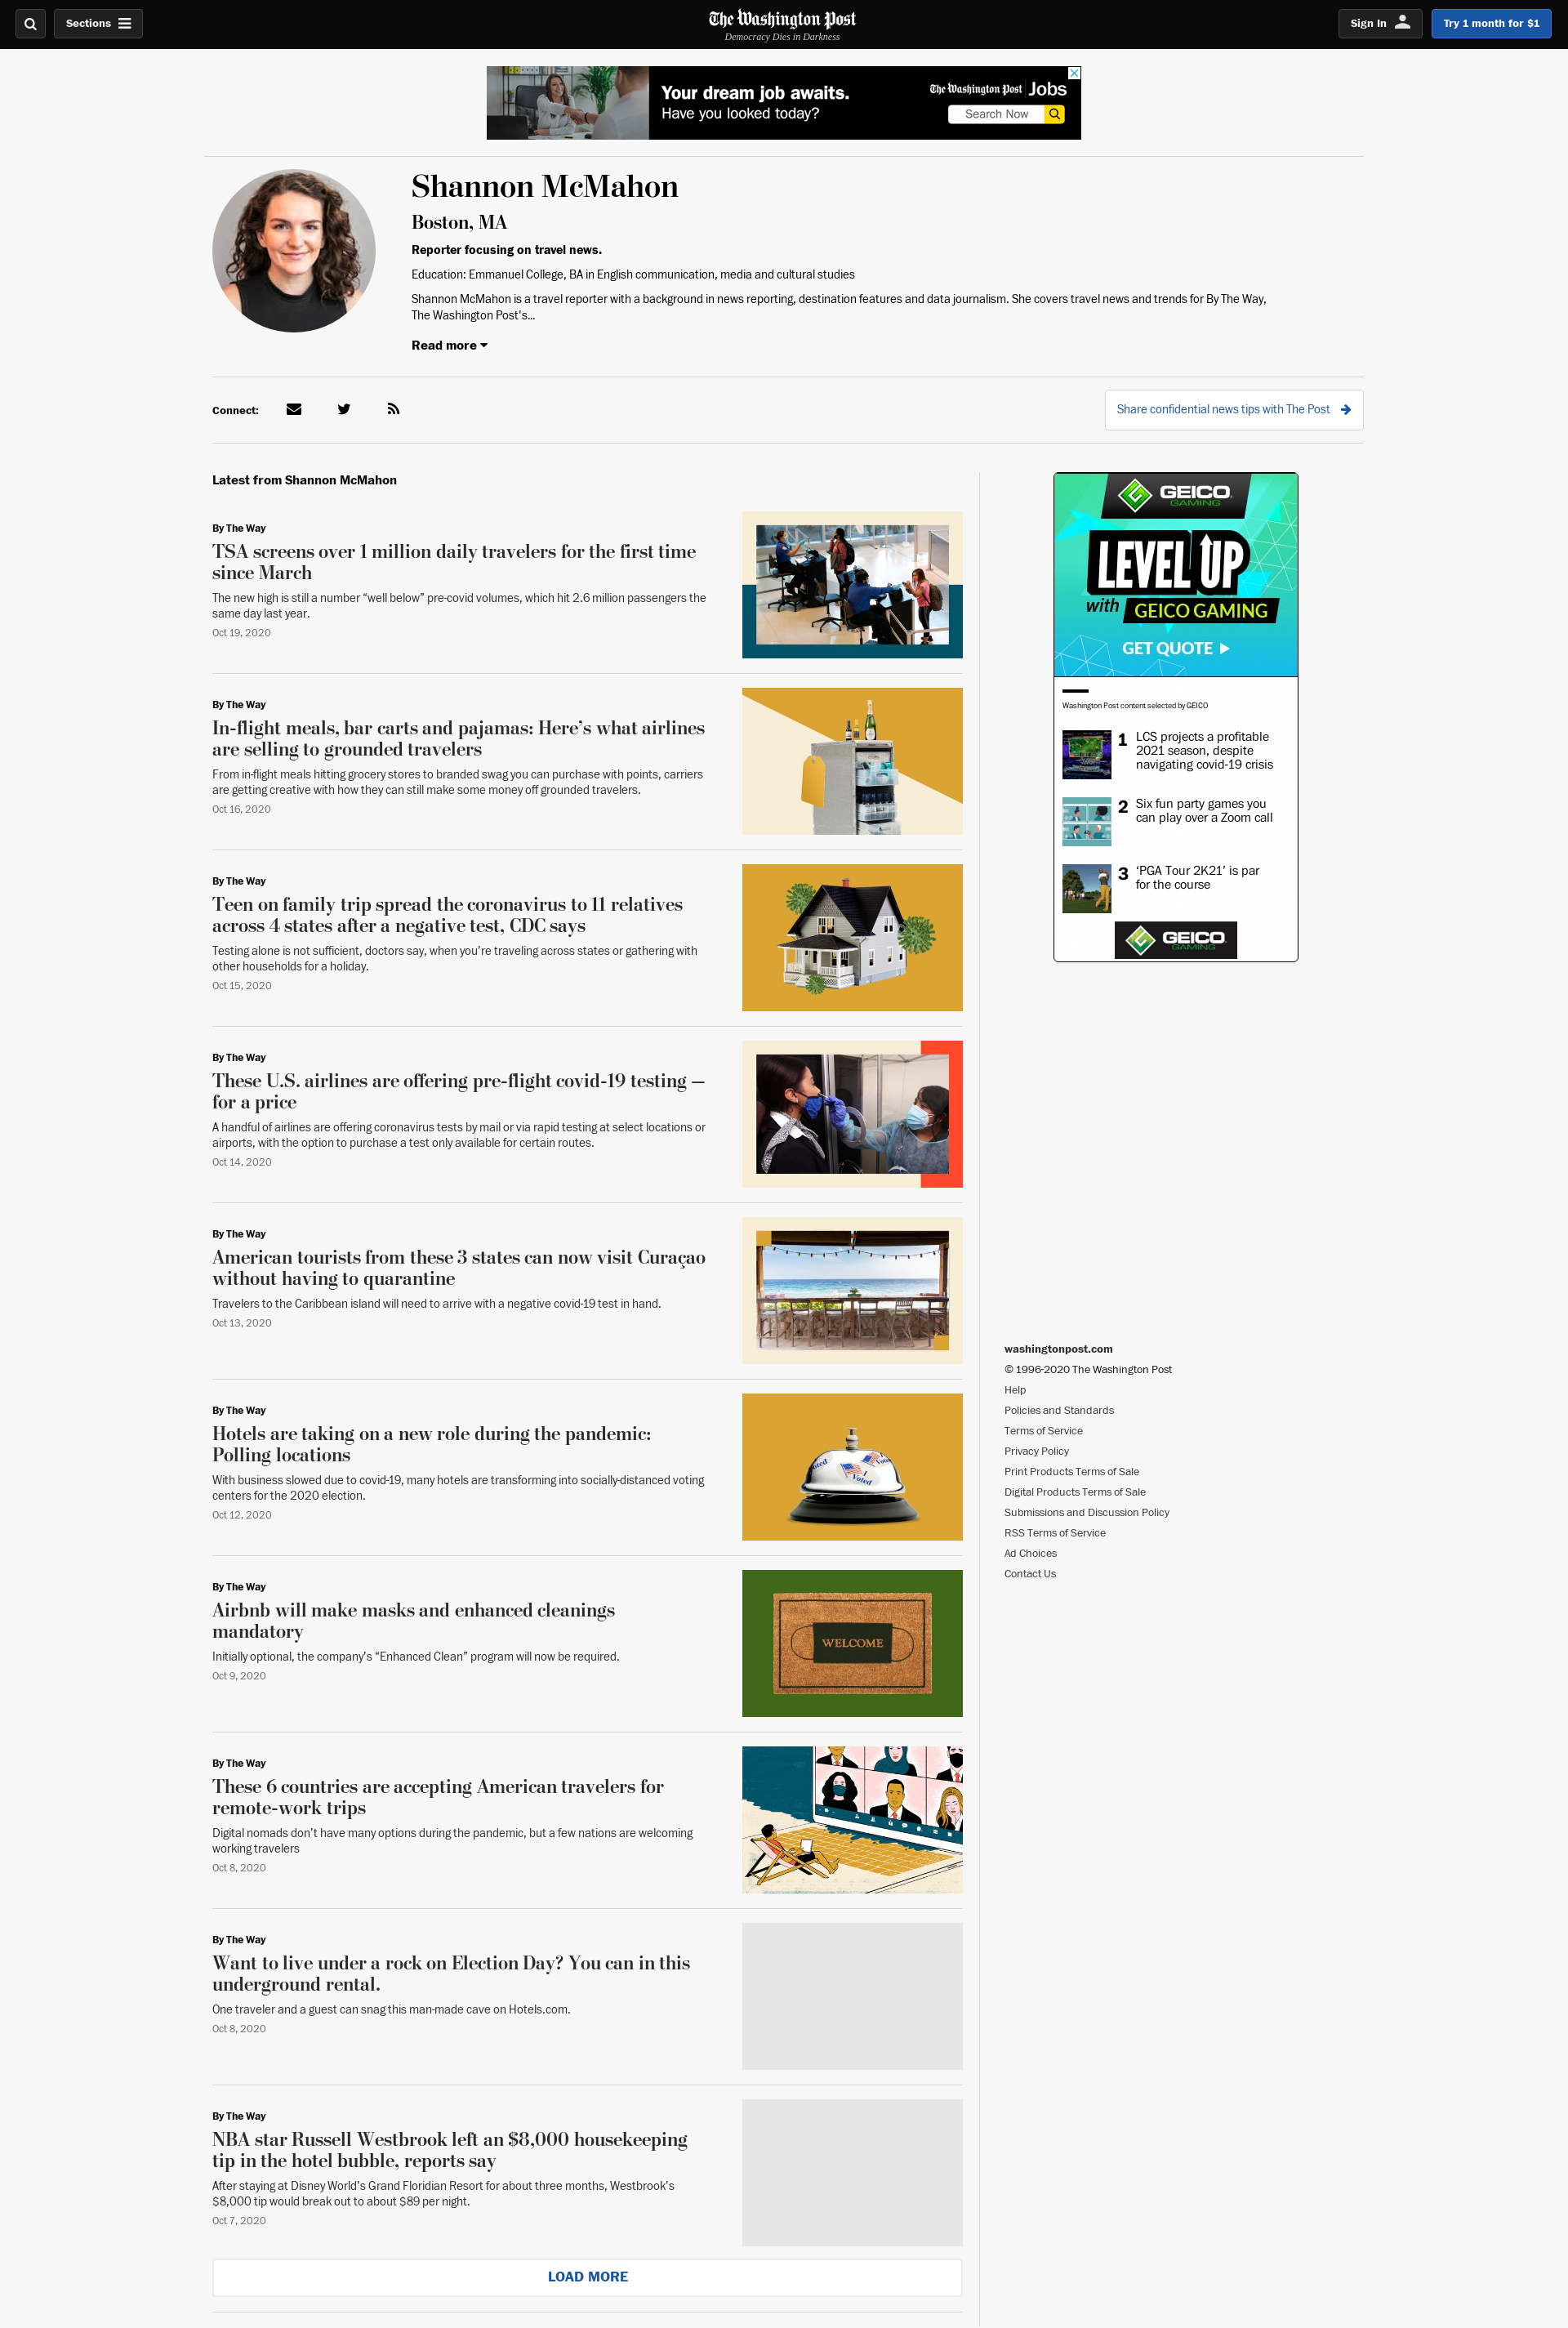 Sections
The Washington Post
Democracy Dies in Darkness
Sign In
Try 1 month for $1
Your dream job awaits.
Have you looked today?
The Washington Post Jobs
Search Now
Shannon McMahon
Boston, MA
Reporter focusing on travel news.
Education: Emmanuel College, BA in English communication, media and cultural studies
Shannon McMahon is a travel reporter with a background in news reporting, destination features and data journalism. She covers travel news and trends for By The Way,
The Washington Post's...
Read more
Connect:
Share confidential news tips with The Post
Latest from Shannon McMahon
By The Way
TSA screens over 1 million daily travelers for the first time
since March
The new high is still a number “well below” pre-covid volumes, which hit 2.6 million passengers the
same day last year.
Oct 19, 2020
By The Way
In-flight meals, bar carts and pajamas: Here’s what airlines
are selling to grounded travelers
From in-flight meals hitting grocery stores to branded swag you can purchase with points, carriers
are getting creative with how they can still make some money off grounded travelers.
Oct 16, 2020
By The Way
Teen on family trip spread the coronavirus to 11 relatives
across 4 states after a negative test, CDC says
Testing alone is not sufficient, doctors say, when you’re traveling across states or gathering with
other households for a holiday.
Oct 15, 2020
By The Way
These U.S. airlines are offering pre-flight covid-19 testing —
for a price
A handful of airlines are offering coronavirus tests by mail or via rapid testing at select locations or
airports, with the option to purchase a test only available for certain routes.
Oct 14, 2020
By The Way
American tourists from these 3 states can now visit Curaçao
without having to quarantine
Travelers to the Caribbean island will need to arrive with a negative covid-19 test in hand.
Oct 13, 2020
By The Way
Hotels are taking on a new role during the pandemic:
Polling locations
With business slowed due to covid-19, many hotels are transforming into socially-distanced voting
centers for the 2020 election.
Oct 12, 2020
Voted
I Voted
Voted
By The Way
Airbnb will make masks and enhanced cleanings
mandatory
Initially optional, the company’s “Enhanced Clean” program will now be required.
Oct 9, 2020
WELCOME
By The Way
These 6 countries are accepting American travelers for
remote-work trips
Digital nomads don’t have many options during the pandemic, but a few nations are welcoming
working travelers
Oct 8, 2020
By The Way
Want to live under a rock on Election Day? You can in this
underground rental.
One traveler and a guest can snag this man-made cave on Hotels.com.
Oct 8, 2020
By The Way
NBA star Russell Westbrook left an $8,000 housekeeping
tip in the hotel bubble, reports say
After staying at Disney World’s Grand Floridian Resort for about three months, Westbrook’s
$8,000 tip would break out to about $89 per night.
Oct 7, 2020
LOAD MORE
GEICO
GAMING
LEVEL UP
with GEICO GAMING
GET QUOTE
Washington Post content selected by GEICO
1 LCS projects a profitable
2021 season, despite
navigating covid-19 crisis
2 Six fun party games you
can play over a Zoom call
3 ‘PGA Tour 2K21’ is par
for the course
GEICO
GAMING
washingtonpost.com
© 1996-2020 The Washington Post
Help
Policies and Standards
Terms of Service
Privacy Policy
Print Products Terms of Sale
Digital Products Terms of Sale
Submissions and Discussion Policy
RSS Terms of Service
Ad Choices
Contact Us